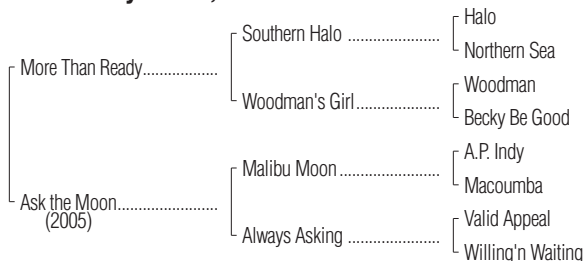 Halo
Southern Halo ..................
Northern Sea
More Than Ready..................
Woodman
Woodman's Girl..................
Becky Be Good
A.P. Indy
Malibu Moon ....................
Macoumba
Ask the Moon......................
(2005)
Valid Appeal
Always Asking ..................
Willing'n Waiting